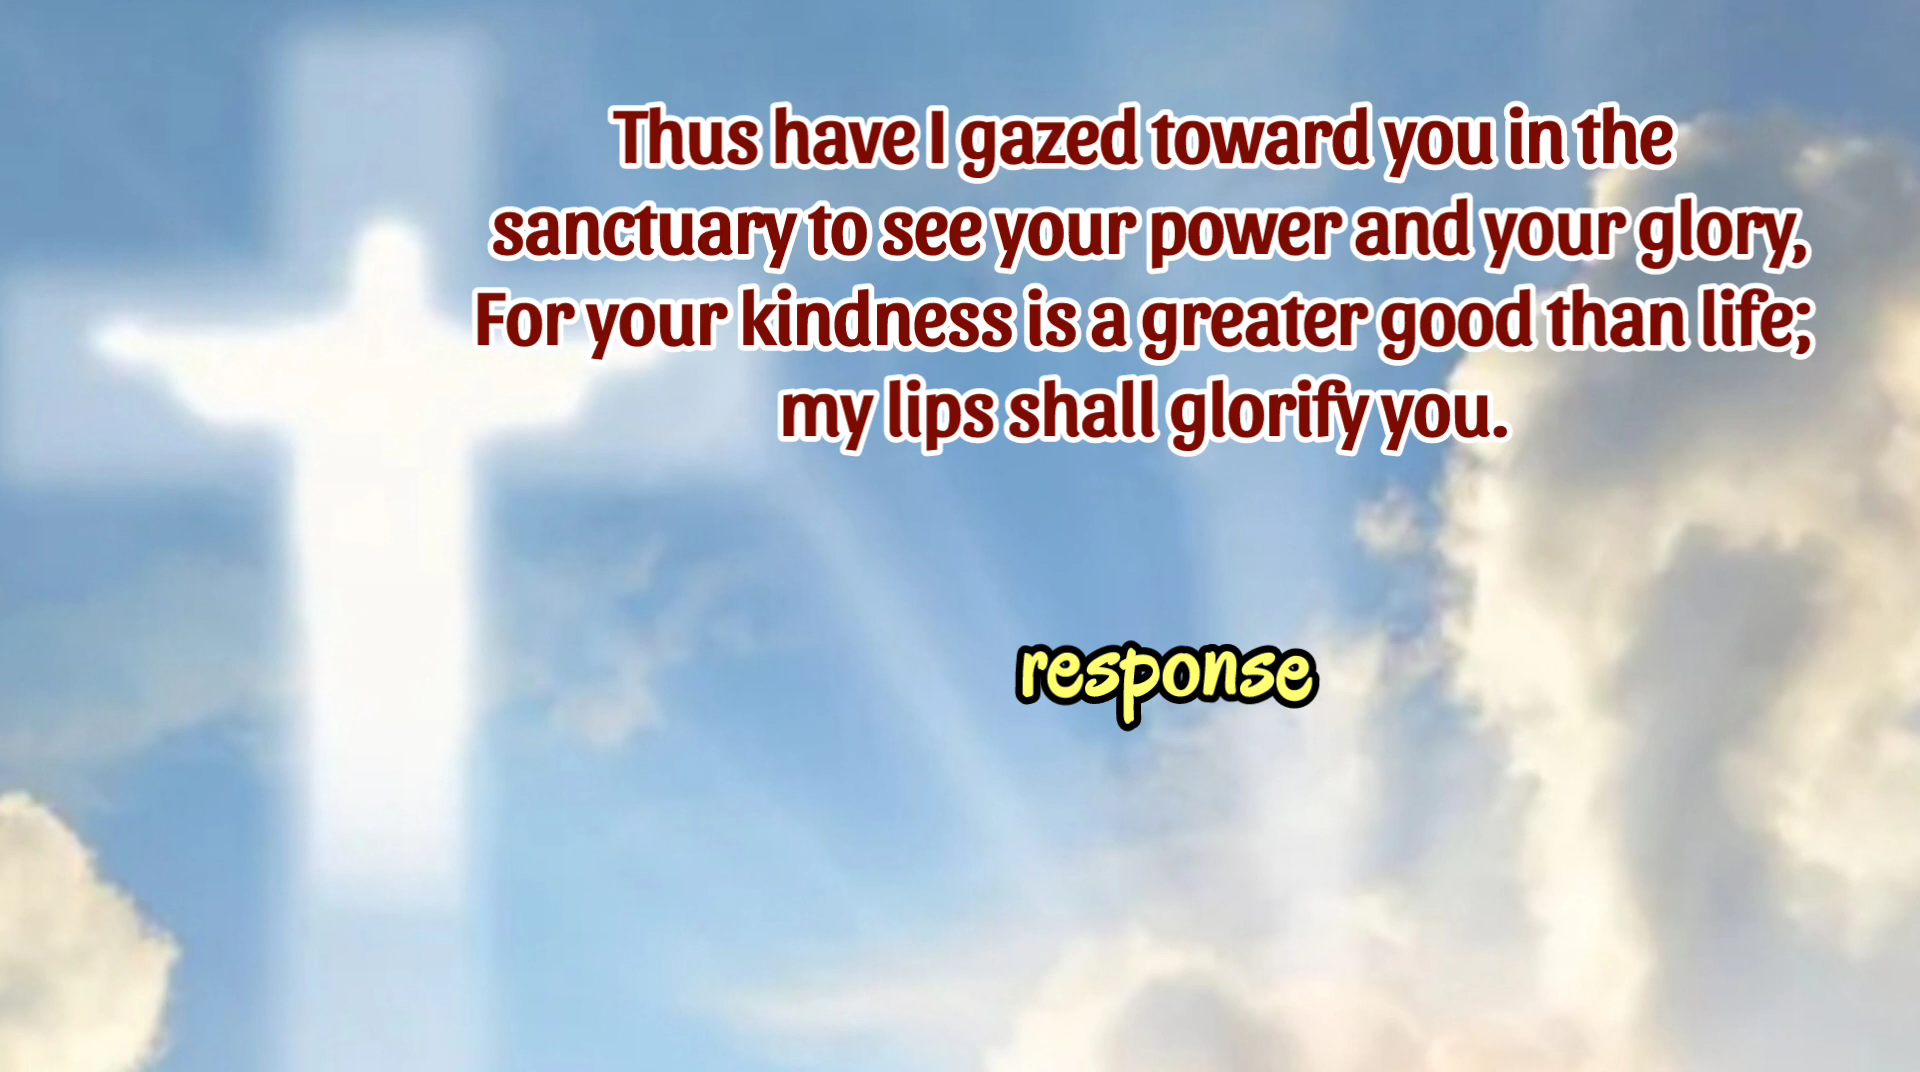 Thus have I gazed toward you in the
sanctuary to see your power and your glory,
For your kindness is a greater good than life;
my lips shall glorify you.
response